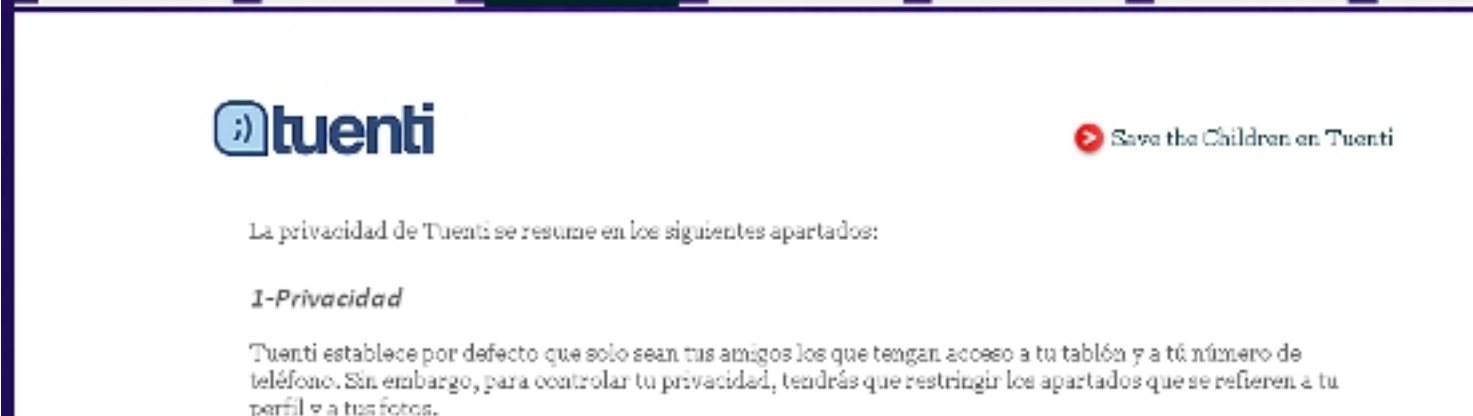 ;) tuenti
Save the Children en Tuenti
La privacidad de Tuenti se resume en los siguientes apartados:
1-Privacidad
Tuenti establece por defecto que solo sean tus amigos los que tengan acceso a tu tablón y a tú número de
teléfono. Sin embargo, para controlar tu privacidad, tendrás que restringir los apartados que se refieren a tu
perfil y a tus fotos.